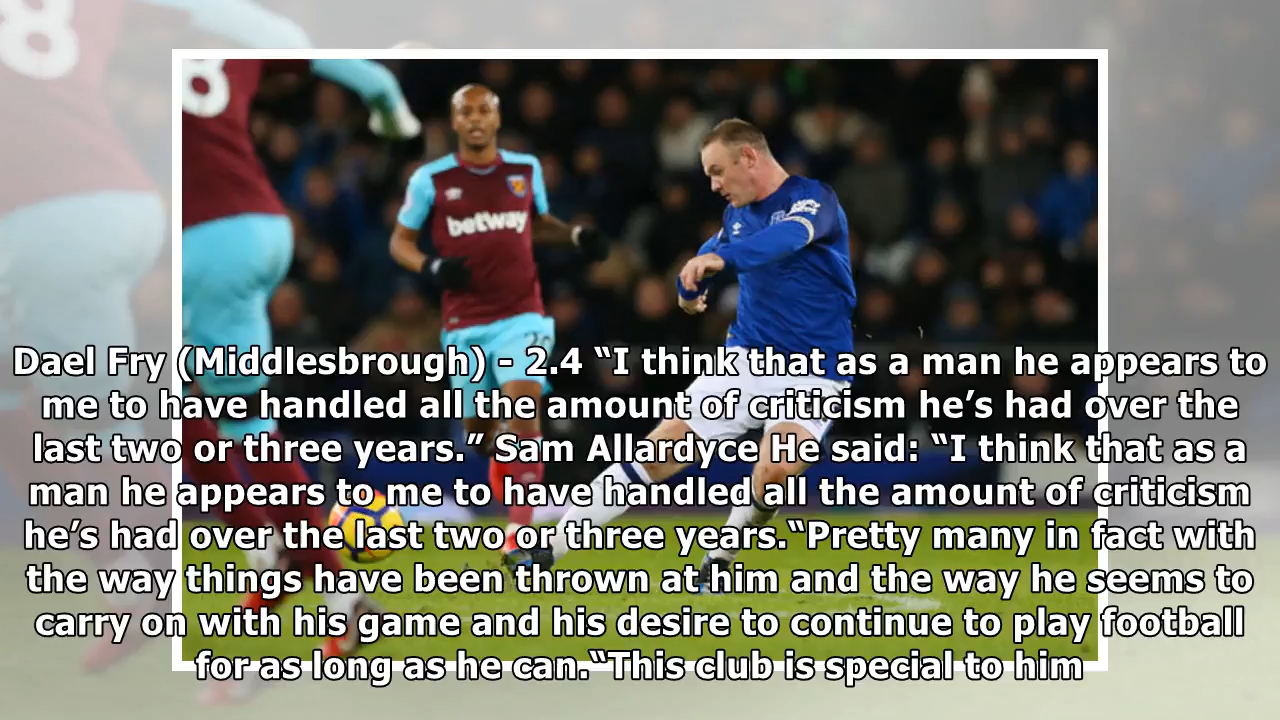 8
8
betway
Dael Fry (Middlesbrough) - 2.4 “I think that as a man he appears to
me to have handled all the amount of criticism he’s had over the
last two or three years.” Sam Allardyce He said: “I think that as a
man he appears to me to have handled all the amount of criticism
he’s had over the last two or three years.“Pretty many in fact with
the way things have been thrown at him and the way he seems to
carry on with his game and his desire to continue to play football
for as long as he can.“This club is special to him